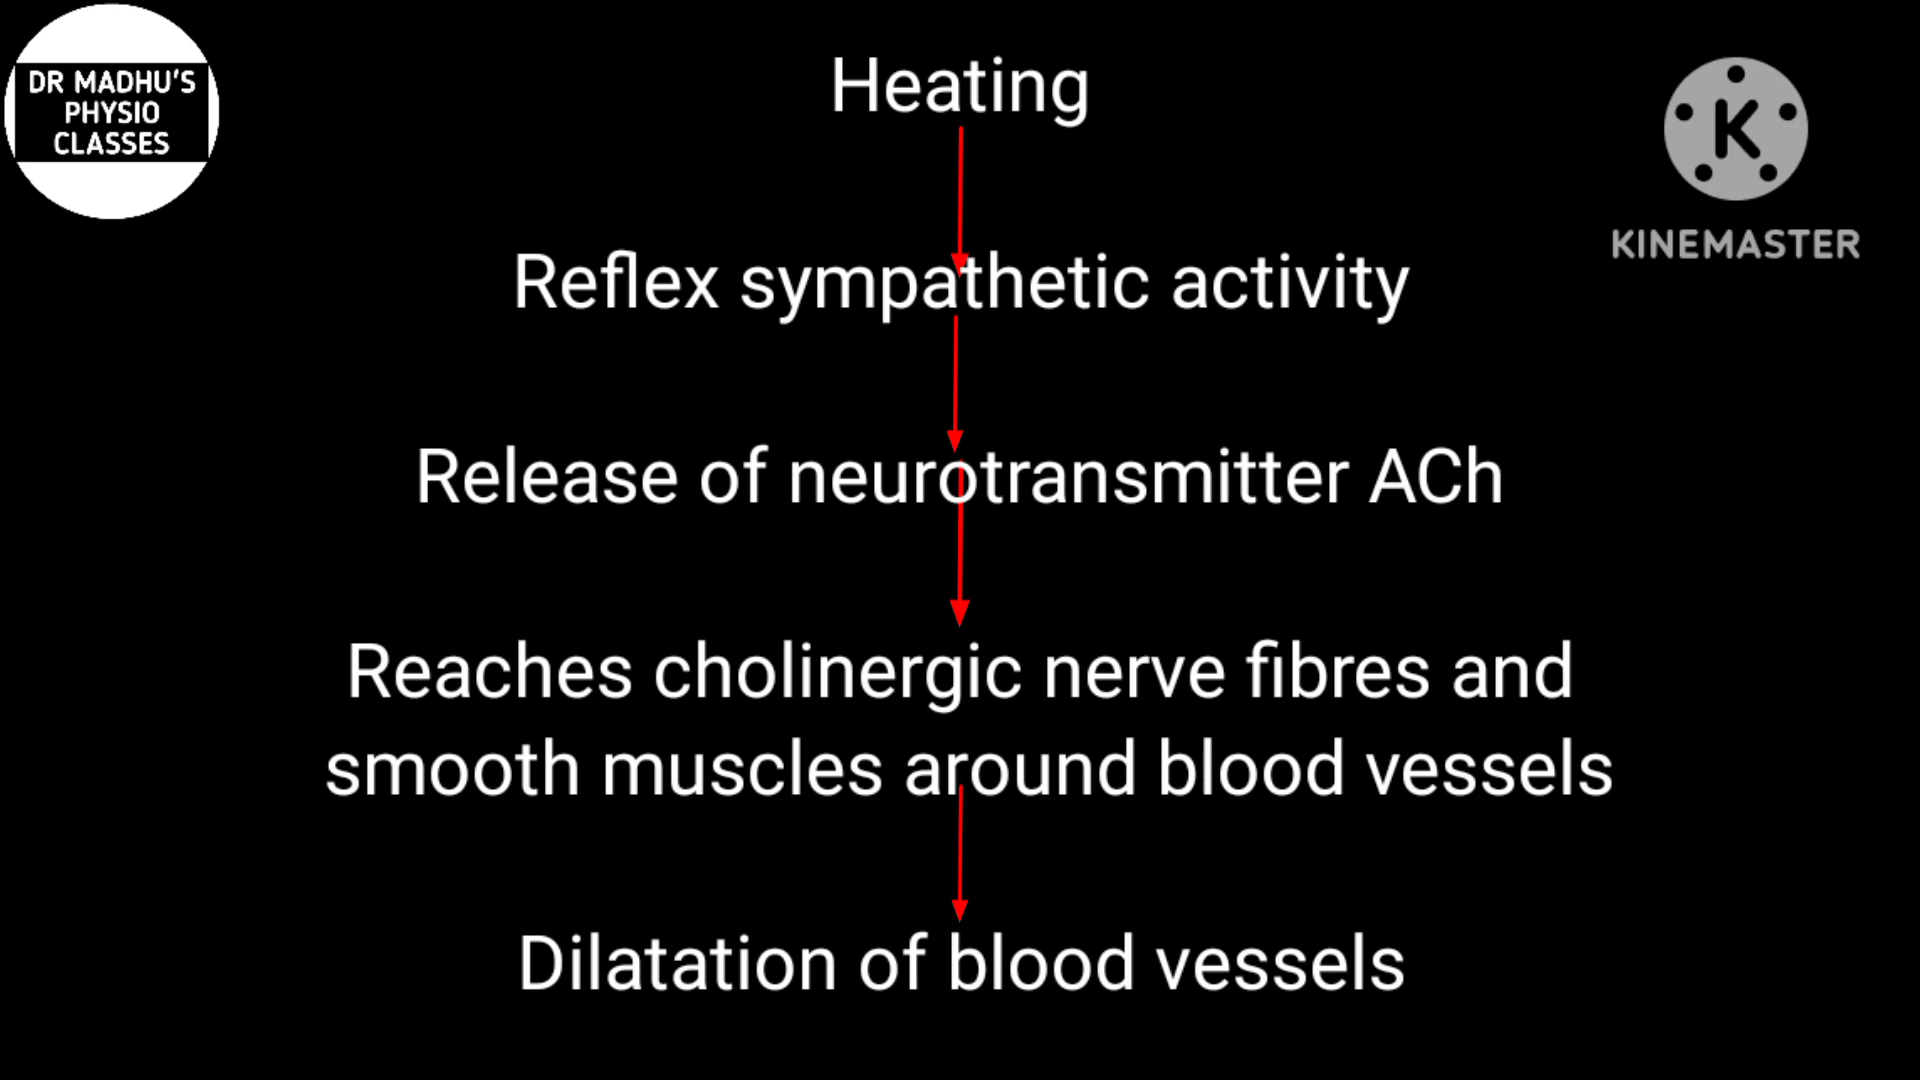 DR MADHU'S
PHYSIO
CLASSES
Heating
K
KINEMASTER
Reflex sympathetic activity
Release of neurotransmitter ACh
Reaches cholinergic nerve fibres and
smooth muscles around blood vessels
Dilatation of blood vessels